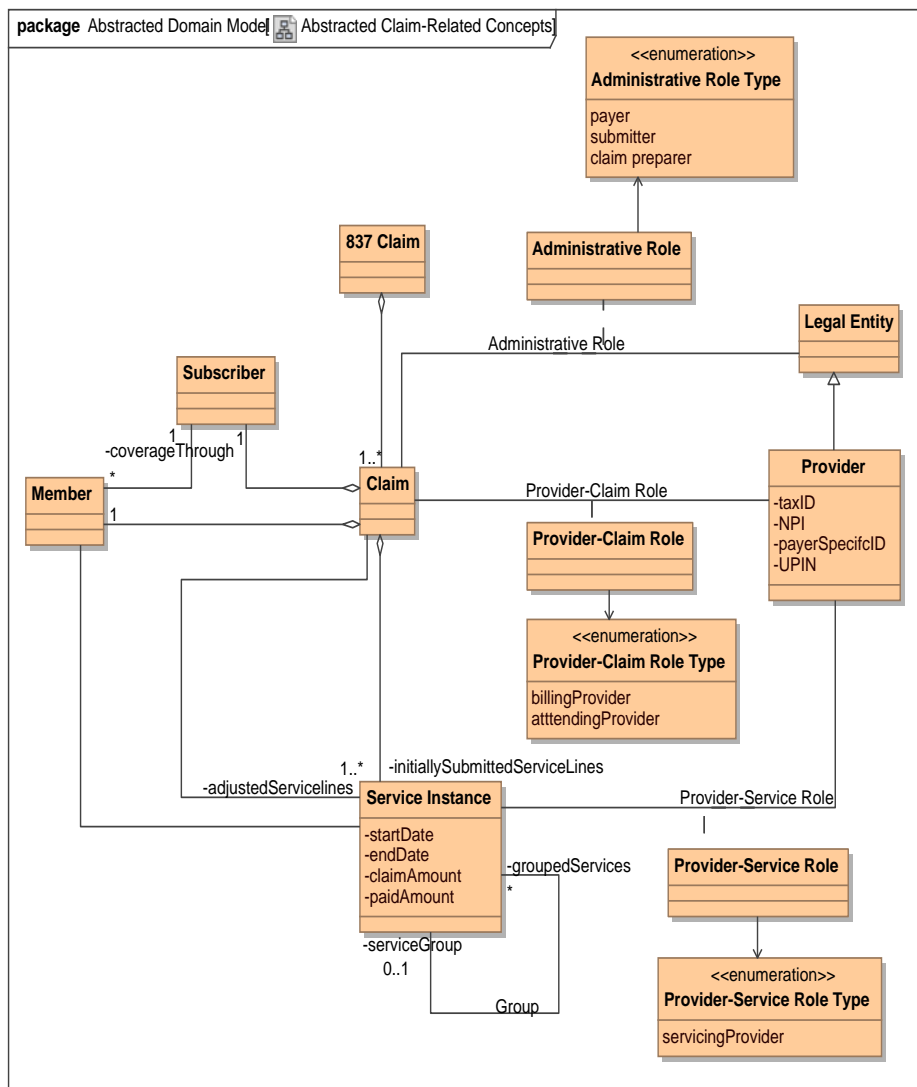 package Abstracted Domain Model[ Abstracted Claim-Related Concepts]
<<enumeration>>
Administrative Role Type
payer
submitter
claim preparer
837 Claim
Administrative Role
Legal Entity
Administrative Role
Subscriber
1
1
-coverageThrough
*
1..*
Member
1
Claim
Provider
-taxID
-NPI
-payerSpecifcID
-UPIN
Provider-Claim Role
Provider-Claim Role
<<enumeration>>
Provider-Claim Role Type
billingProvider
atttendingProvider
1..*
-initiallySubmittedServiceLines
-adjustedServicelines
Service Instance
-startDate
-endDate
-claimAmount
-paidAmount
Provider-Service Role
-groupedServices
*
Provider-Service Role
-serviceGroup
0..1
Group
<<enumeration>>
Provider-Service Role Type
servicingProvider